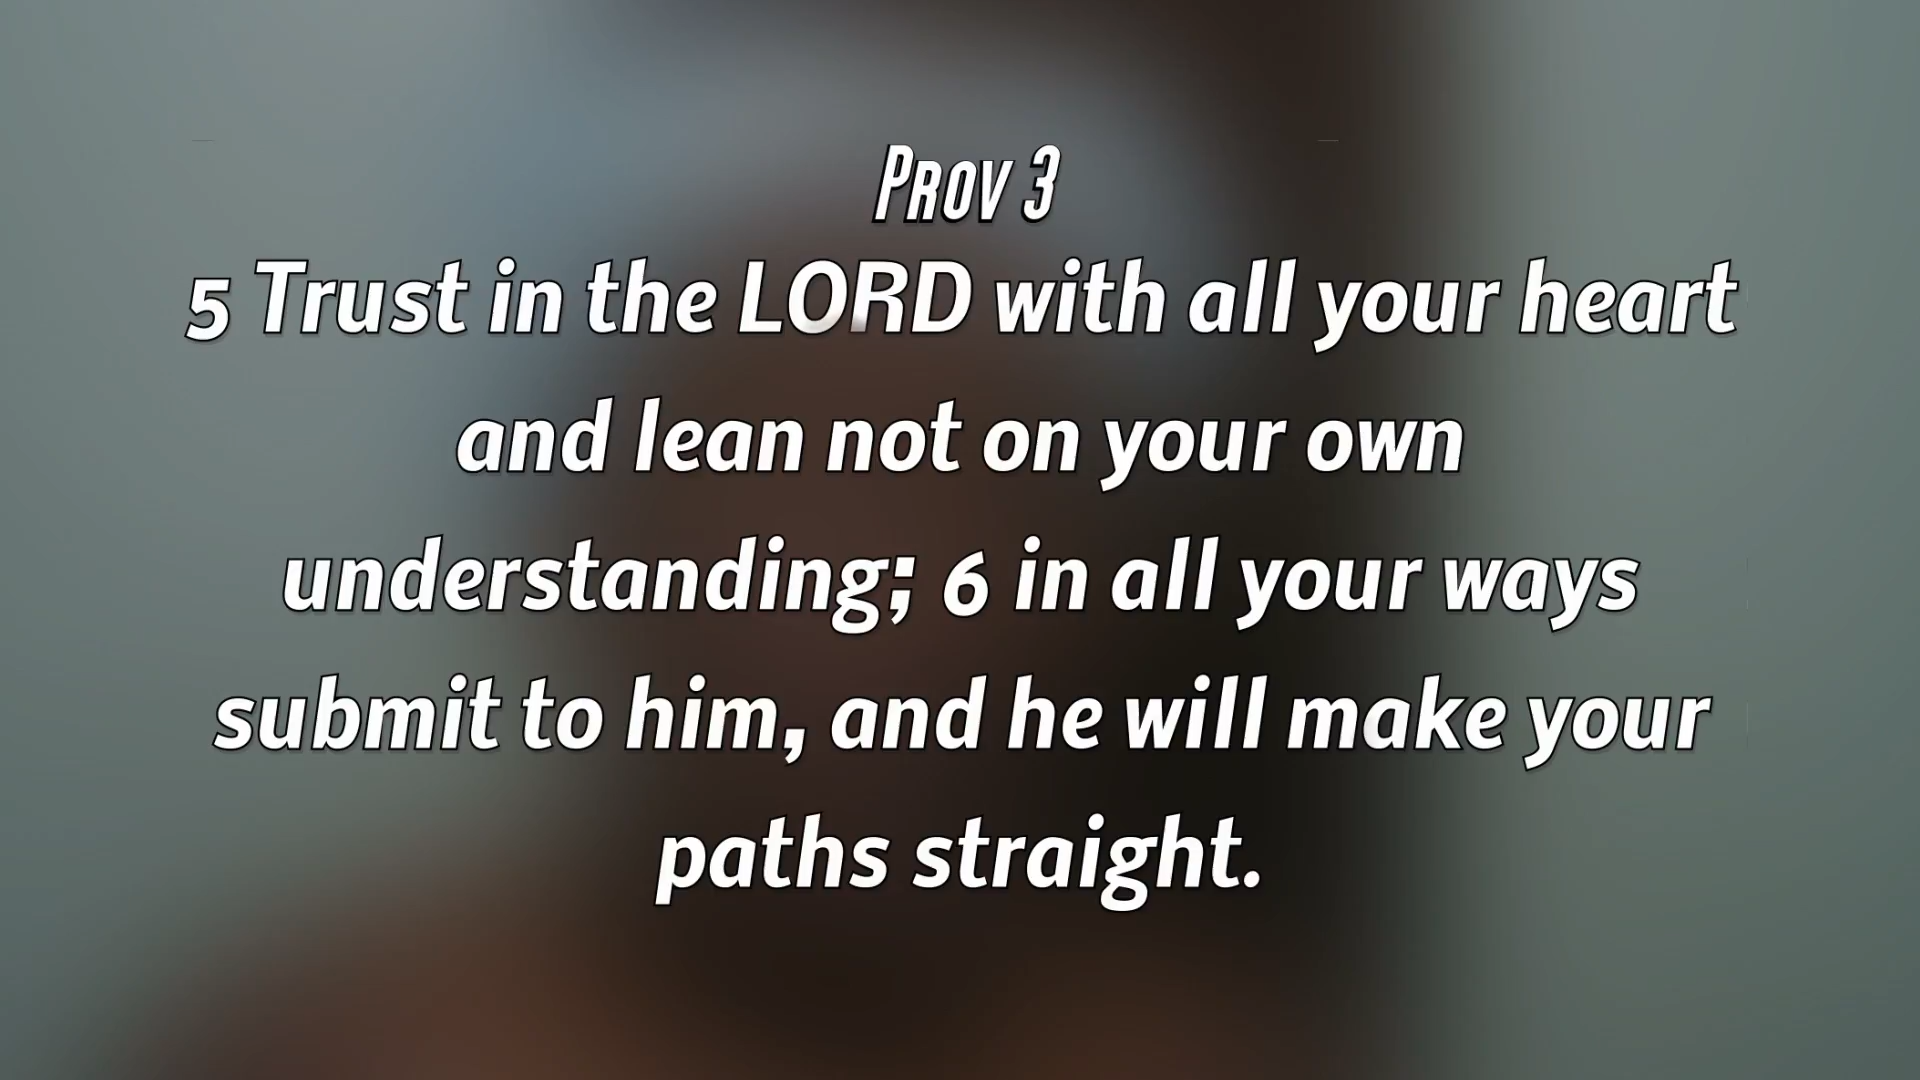 Prov 3
5 Trust in the LORD with all your heart
and lean not on your own
understanding; 6 in all your ways
submit to him, and he will make your
paths straight.